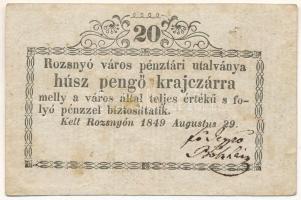 20
Rozsnyó város pénztári utalványa
húsz pengő krajczárra
melly a város által teljes értékű s fo-
lyó pénzzel biztosíttatik.
Kelt Rozsnyón 1849 Augustus 29.